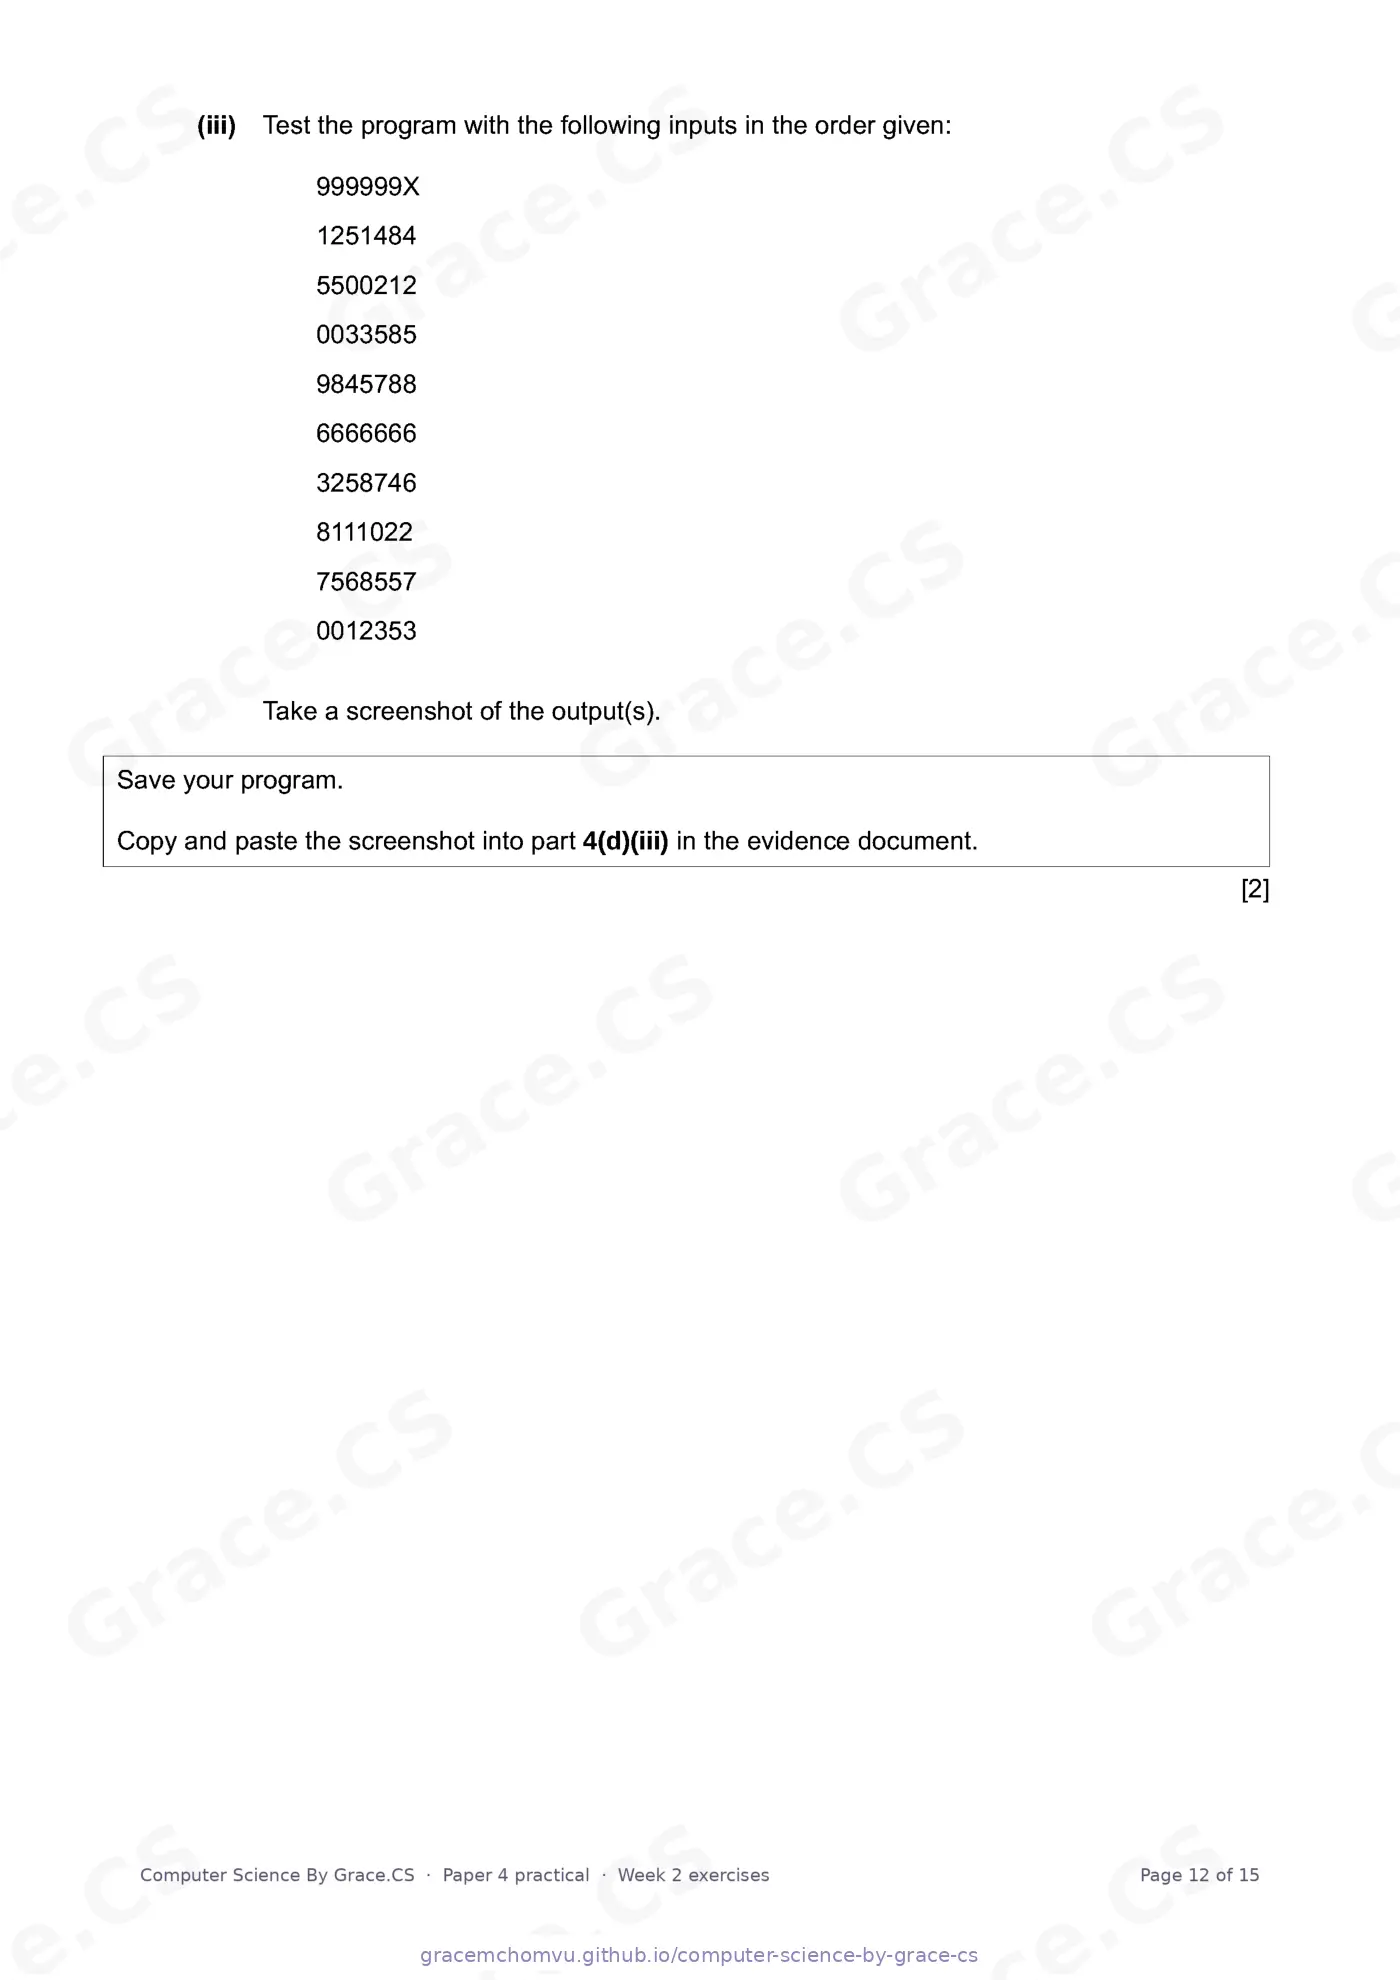 (iii) Test the program with the following inputs in the order given:
999999X
1251484
5500212
0033585
9845788
6666666
3258746
8111022
7568557
0012353
Take a screenshot of the output(s).
Save your program.
Copy and paste the screenshot into part 4(d)(iii) in the evidence document.
[2]
Computer Science By Grace.CS · Paper 4 practical · Week 2 exercises Page 12 of 15
gracemchomvu.github.io/computer-science-by-grace-cs
Grace.CS